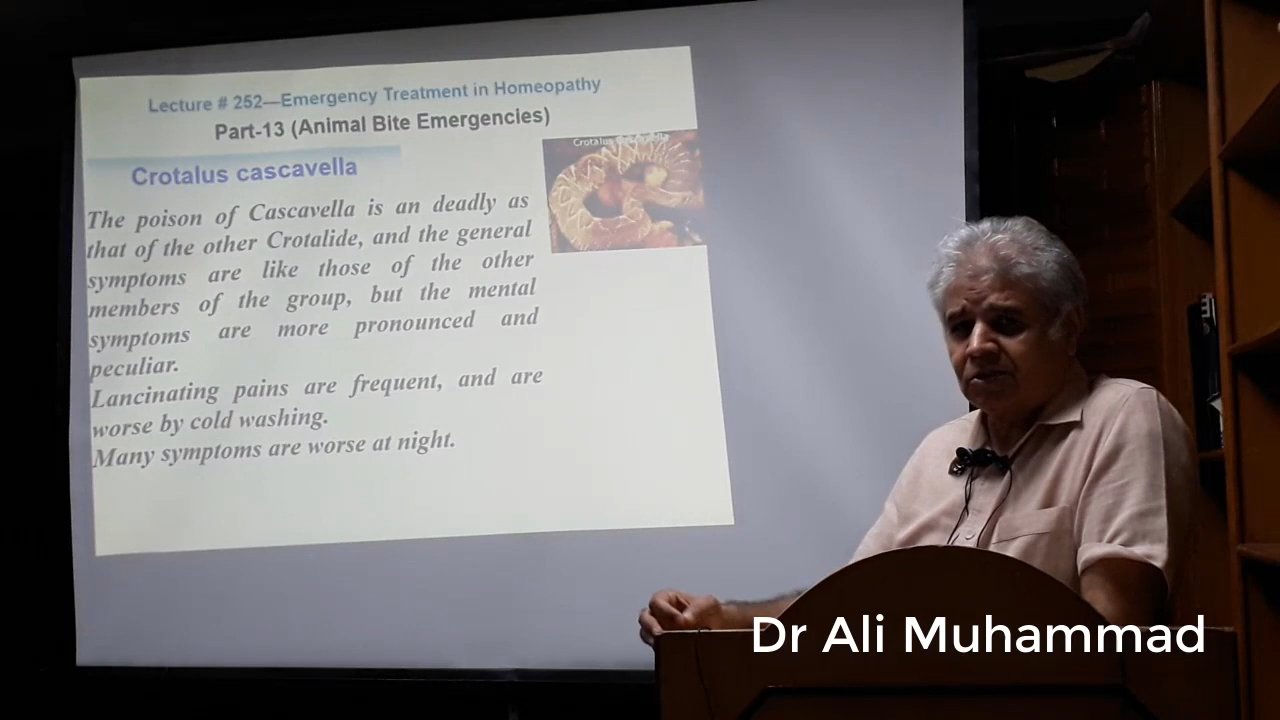 Lecture # 252—Emergency Treatment in Homeopathy
Part-13 (Animal Bite Emergencies)
Crotalus
Crotalus cascavella
The poison of Cascavella is an deadly as
that of the other Crotalide, and the general
symptoms are like those of the other
members of the group, but the mental
symptoms are more pronounced and
peculiar.
Lancinating pains are frequent, and are
worse by cold washing.
Many symptoms are worse at night.
Dr Ali Muhammad